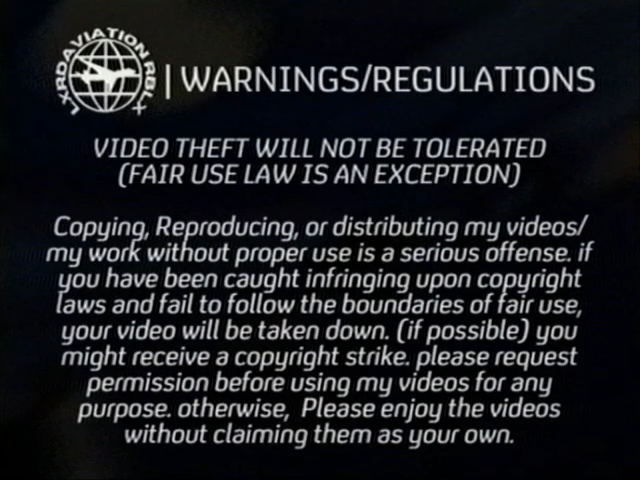 LXRDAVIATION RBLX
| WARNINGS/REGULATIONS
VIDEO THEFT WILL NOT BE TOLERATED
(FAIR USE LAW IS AN EXCEPTION)
Copying, Reproducing, or distributing my videos/
my work without proper use is a serious offense. if
you have been caught infringing upon copyright
laws and fail to follow the boundaries of fair use,
your video will be taken down. (if possible) you
might receive a copyright strike. please request
permission before using my videos for any
purpose. otherwise,  Please enjoy the videos
without claiming them as your own.